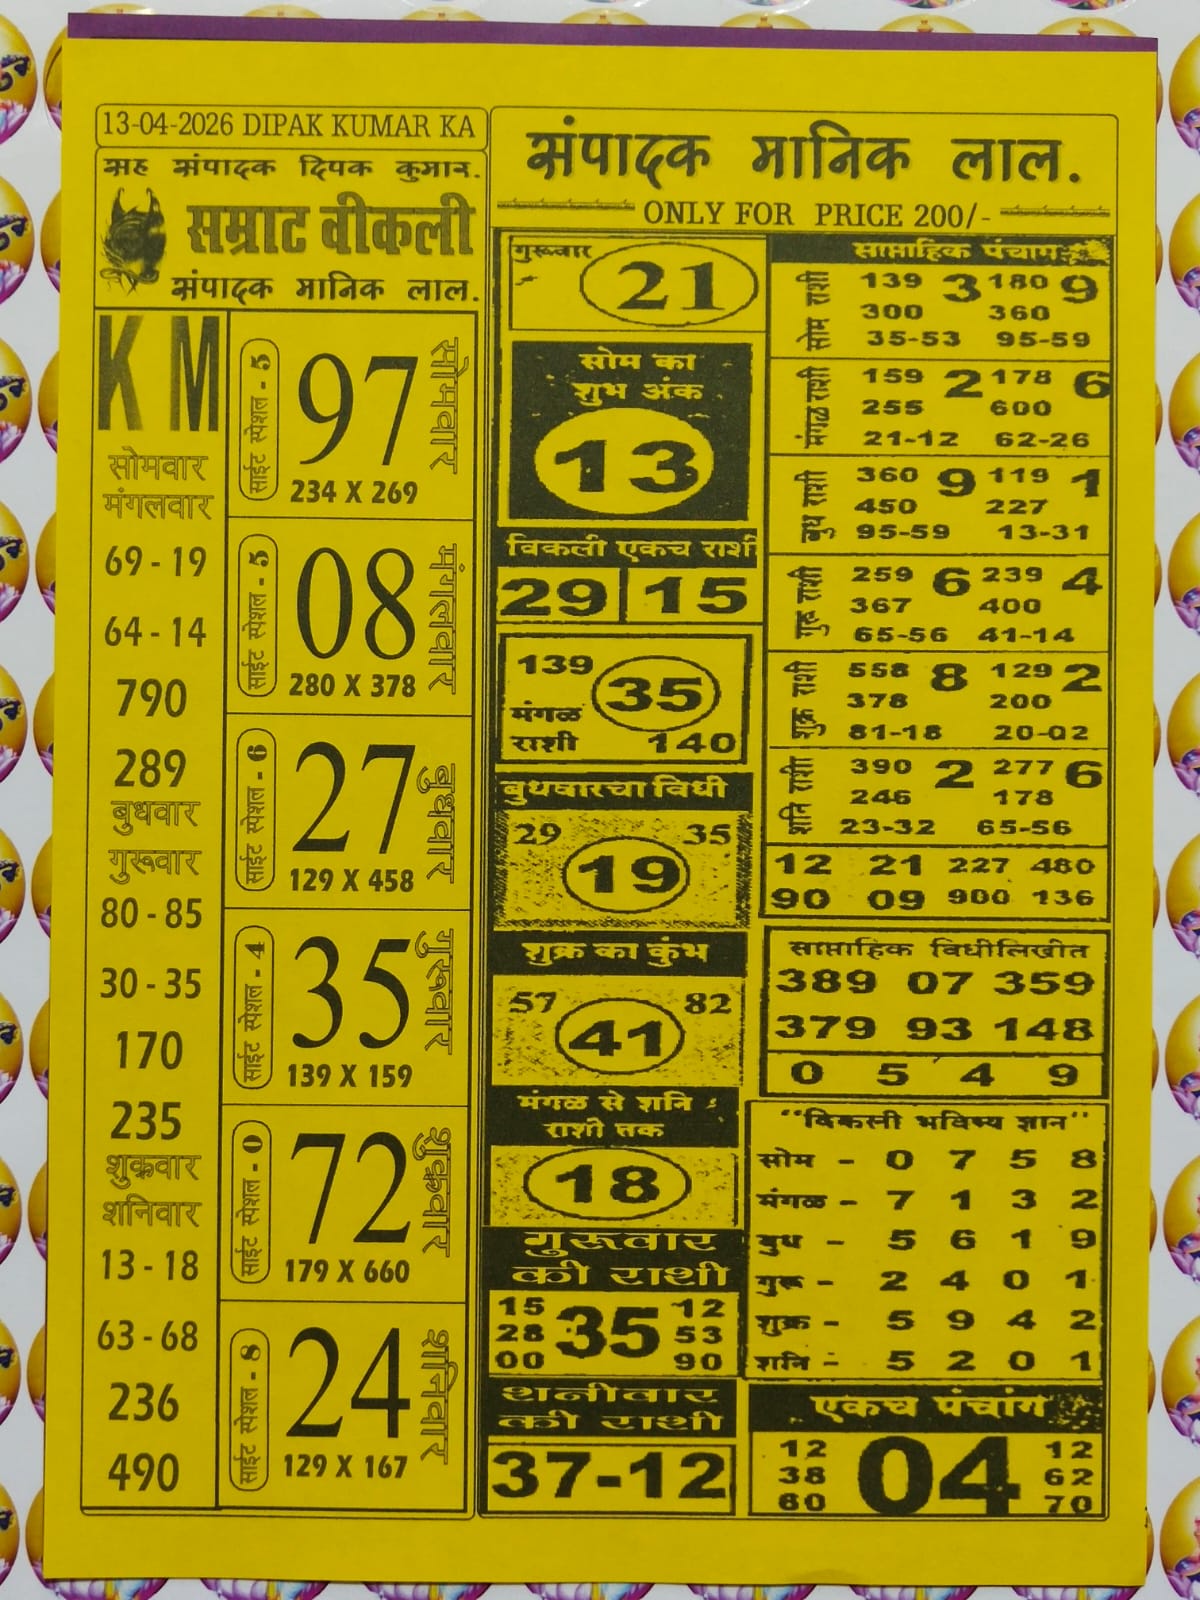 13-04-2026 DIPAK KUMAR KA
सह संपादक दिपक कुमार.
सम्राट वीकली
संपादक मानिक लाल.
K M
सोमवार
मंगलवार
69 - 19
64 - 14
790
289
बुधवार
गुरूवार
80 - 85
30 - 35
170
235
शुक्रवार
शनिवार
13 - 18
63 - 68
236
490
साईट स्पेशल - 5
97
सोमवार
234 X 269
साईट स्पेशल - 5
08
मंगलवार
280 X 378
साईट स्पेशल - 6
27
बुधवार
129 X 458
साईट स्पेशल - 4
35
गुरूवार
139 X 159
साईट स्पेशल - 0
72
शुक्रवार
179 X 660
साईट स्पेशल - 8
24
शनिवार
129 X 167
संपादक मानिक लाल.
ONLY FOR PRICE 200/-
गुरूवार
21
सोम का
शुभ अंक
13
विकली एकच राशी
29 15
139
35
मंगळ
राशी 140
बुधवारचा विधी
29 35
19
शुक्र का कुंभ
57 82
41
मंगळ से शनि
राशी तक
18
गुरूवार
की राशी
15 12
28 35 53
00 90
शनीवार
की राशी
37-12
साप्ताहिक पंचाग
सोम राशी
139 3 180 9
300 360
35-53 95-59
मंगळ राशी
159 2 178 6
255 600
21-12 62-26
बुध राशी
360 9 119 1
450 227
95-59 13-31
गुरू राशी
259 6 239 4
367 400
65-56 41-14
शुक्र राशी
558 8 129 2
378 200
81-18 20-02
शनि राशी
390 2 277 6
246 178
23-32 65-56
12 21 227 480
90 09 900 136
साप्ताहिक विधीलिखीत
389 07 359
379 93 148
0 5 4 9
"विकली भविष्य ज्ञान"
सोम - 0 7 5 8
मंगळ - 7 1 3 2
बुध - 5 6 1 9
गुरू - 2 4 0 1
शुक्र - 5 9 4 2
शनि - 5 2 0 1
एकच पंचांग
12 12
38 04 62
60 70